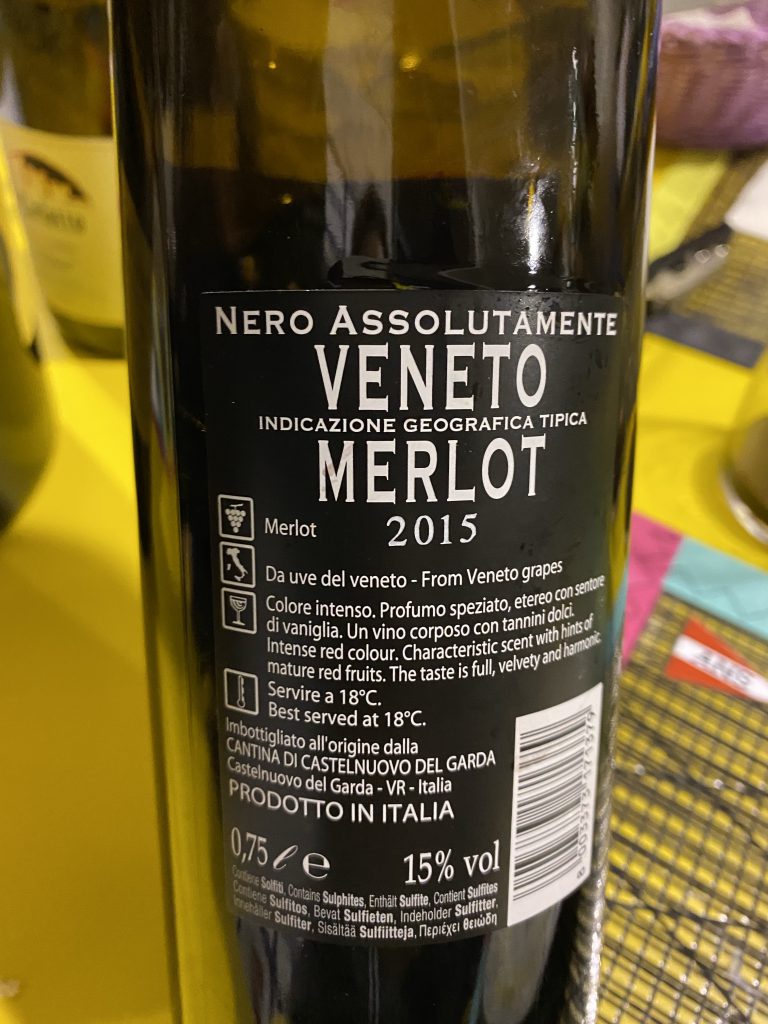 NERO ASSOLUTAMENTE
VENETO
INDICAZIONE GEOGRAFICA TIPICA
MERLOT
2015
Merlot
Da uve del veneto - From Veneto grapes
Colore intenso. Profumo speziato, etereo con sentore
di vaniglia. Un vino corposo con tannini dolci.
Intense red colour. Characteristic scent with hints of
mature red fruits. The taste is full, velvety and harmonic.
Servire a 18°C.
Best served at 18°C.
Imbottigliato all'origine dalla
CANTINA DI CASTELNUOVO DEL GARDA
Castelnuovo del Garda - VR - Italia
PRODOTTO IN ITALIA
0,75 ℓ e
15% vol
Contiene Solfiti, Contains Sulphites, Enthält Sulfite, Contient Sulfites
Contiene Sulfitos, Bevat Sulfieten, Indeholder Sulfitter,
Innehåller Sulfiter, Sisältää Sulfiitteja, Περιέχει θειώδη